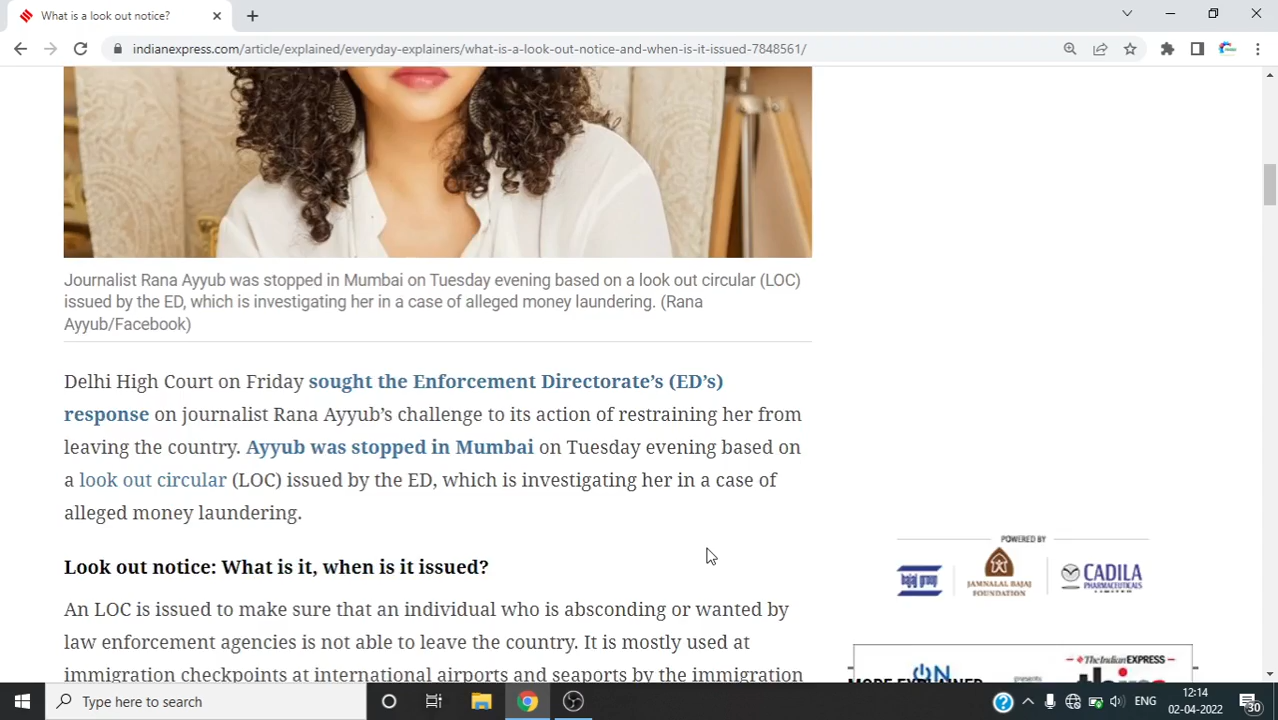 What is a look out notice?
indianexpress.com/article/explained/everyday-explainers/what-is-a-look-out-notice-and-when-is-it-issued-7848561/
Journalist Rana Ayyub was stopped in Mumbai on Tuesday evening based on a look out circular (LOC)
issued by the ED, which is investigating her in a case of alleged money laundering. (Rana
Ayyub/Facebook)
Delhi High Court on Friday sought the Enforcement Directorate’s (ED’s)
response on journalist Rana Ayyub’s challenge to its action of restraining her from
leaving the country. Ayyub was stopped in Mumbai on Tuesday evening based on
a look out circular (LOC) issued by the ED, which is investigating her in a case of
alleged money laundering.
Look out notice: What is it, when is it issued?
An LOC is issued to make sure that an individual who is absconding or wanted by
law enforcement agencies is not able to leave the country. It is mostly used at
immigration checkpoints at international airports and seaports by the immigration
POWERED BY
bajaj group
JAMNALAL BAJAJ
FOUNDATION
CADILA
PHARMACEUTICALS
LIMITED
ON
presents
The Indian EXPRESS
MORE EXPLAINED
Type here to search
ENG
12:14
02-04-2022
30